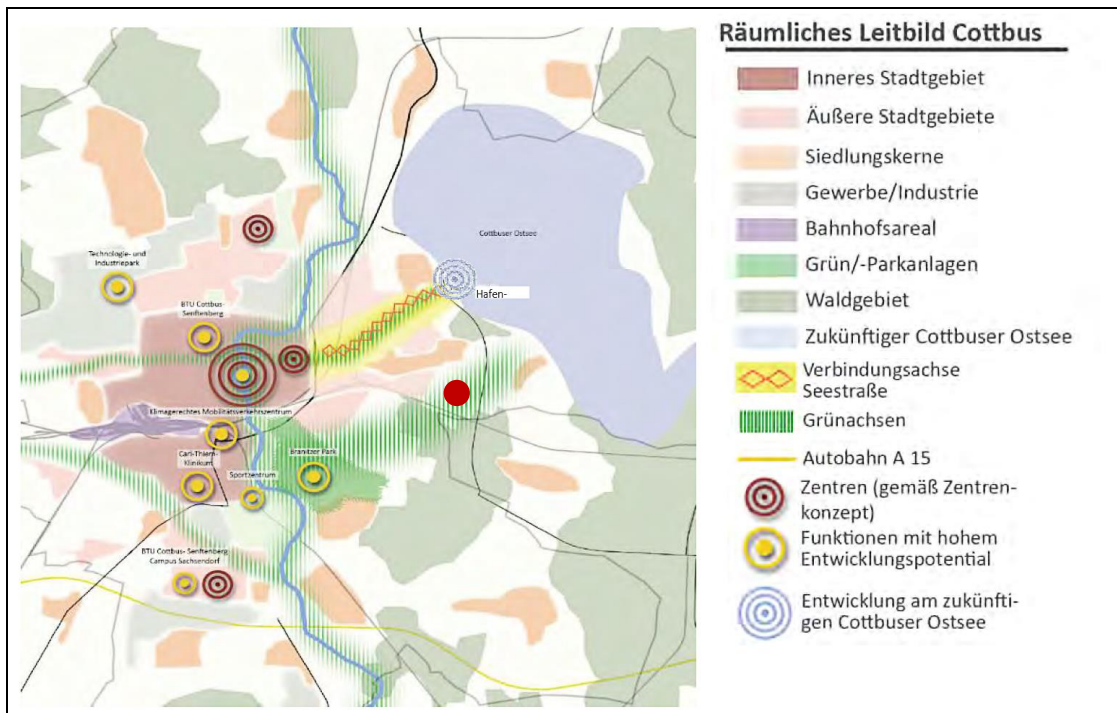 Räumliches Leitbild Cottbus
Inneres Stadtgebiet
Äußere Stadtgebiete
Siedlungskerne
Gewerbe/Industrie
Bahnhofsareal
Grün/-Parkanlagen
Waldgebiet
Zukünftiger Cottbuser Ostsee
Verbindungsachse
Seestraße
Grünachsen
Autobahn A 15
Zentren (gemäß Zentren-
konzept)
Funktionen mit hohem
Entwicklungspotential
Entwicklung am zukünfti-
gen Cottbuser Ostsee
Cottbuser Ostsee
Technologie- und
Industriepark
Hafen-
BTU Cottbus-
Senftenberg
Klimagerechtes Mobilitätsverkehrszentrum
Carl-Thiem-
Klinikum
Sportzentrum
Branitzer Park
BTU Cottbus- Senftenberg
Campus Sachsendorf